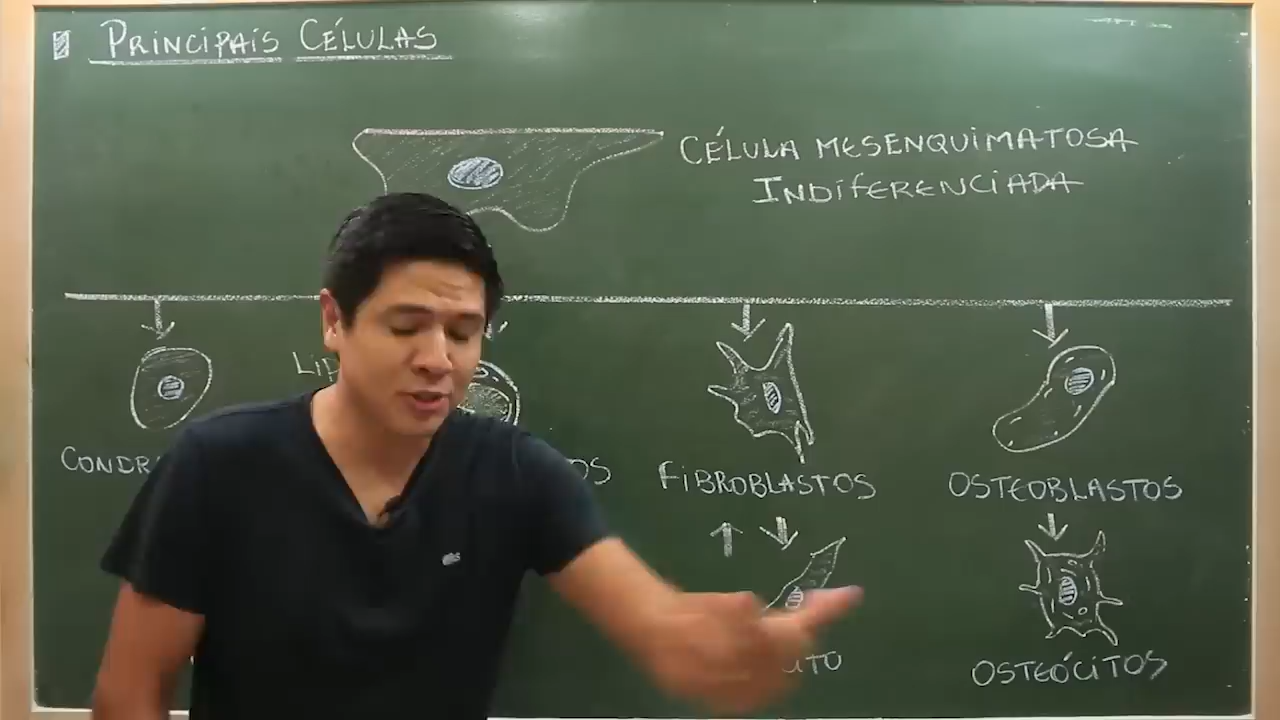 PRINCIPAIS CÉLULAS
CÉLULA MESENQUIMATOSA
INDIFERENCIADA
FIBROBLASTOS
OSTEOBLASTOS
OSTEÓCITOS